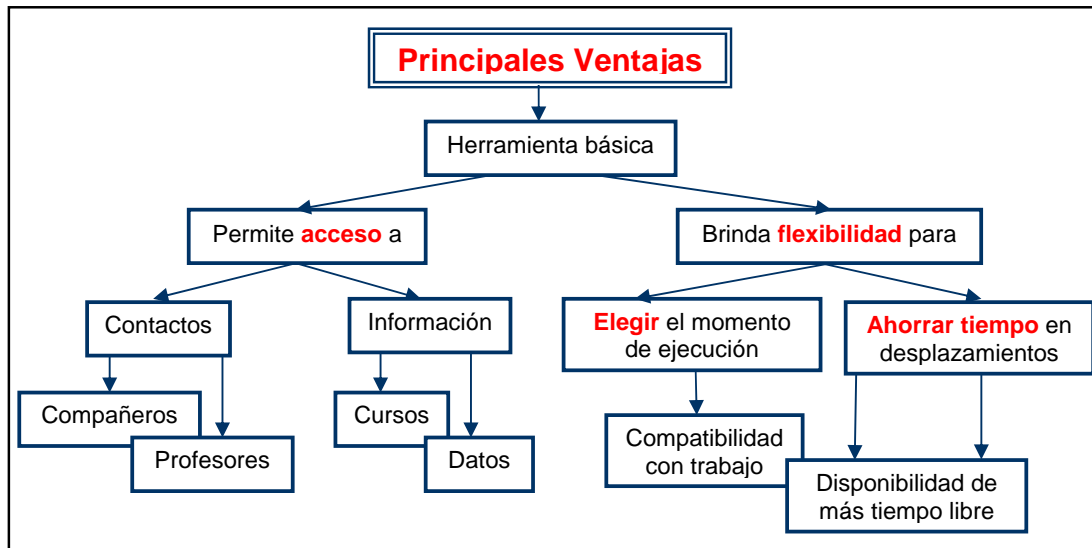 Principales Ventajas
Herramienta básica
Permite acceso a
Brinda flexibilidad para
Contactos
Información
Elegir el momento
de ejecución
Ahorrar tiempo en
desplazamientos
Compañeros
Profesores
Cursos
Datos
Compatibilidad
con trabajo
Disponibilidad de
más tiempo libre